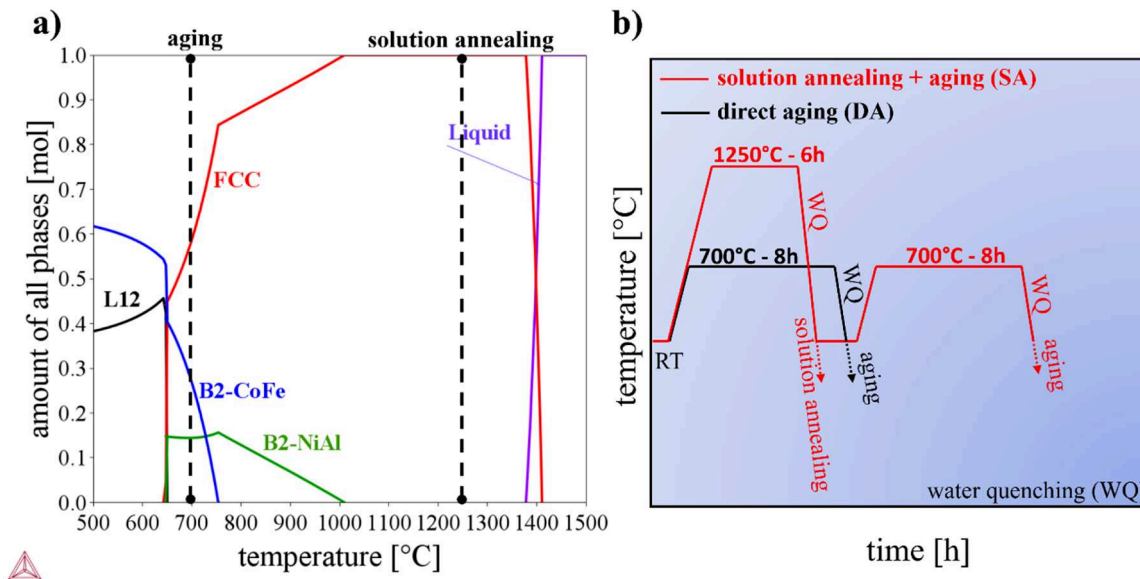 a)
aging
solution annealing
1.0
0.9
0.8
0.7
0.6
0.5
0.4
0.3
0.2
0.1
0.0
Liquid
FCC
L12
B2-CoFe
B2-NiAl
500 600 700 800 900 1000 1100 1200 1300 1400 1500
temperature [°C]
amount of all phases [mol]
b)
solution annealing + aging (SA)
direct aging (DA)
1250°C - 6h
WQ
700°C - 8h
WQ
700°C - 8h
WQ
RT
solution annealing
aging
aging
water quenching (WQ)
temperature [°C]
time [h]